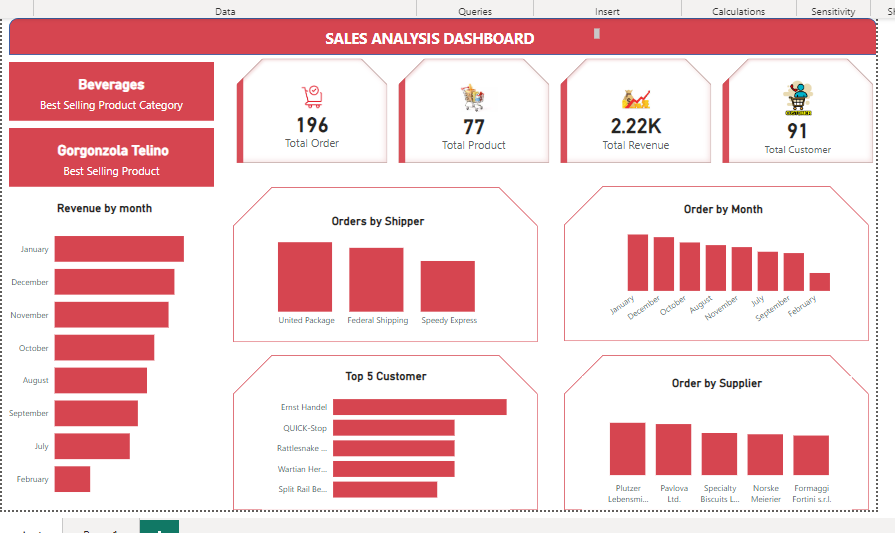 Data
Queries
Insert
Calculations
Sensitivity
SALES ANALYSIS DASHBOARD
Beverages
Best Selling Product Category
Gorgonzola Telino
Best Selling Product
196
Total Order
77
Total Product
2.22K
Total Revenue
91
Total Customer
Revenue by month
January
December
November
October
August
September
July
February
Orders by Shipper
United Package
Federal Shipping
Speedy Express
Order by Month
January
December
October
August
November
July
September
February
Top 5 Customer
Ernst Handel
QUICK-Stop
Rattlesnake ...
Wartian Her...
Split Rail Be...
Order by Supplier
Plutzer
Lebensmi...
Pavlova
Ltd.
Specialty
Biscuits L...
Norske
Meierier
Formaggi
Fortini s.r.l.